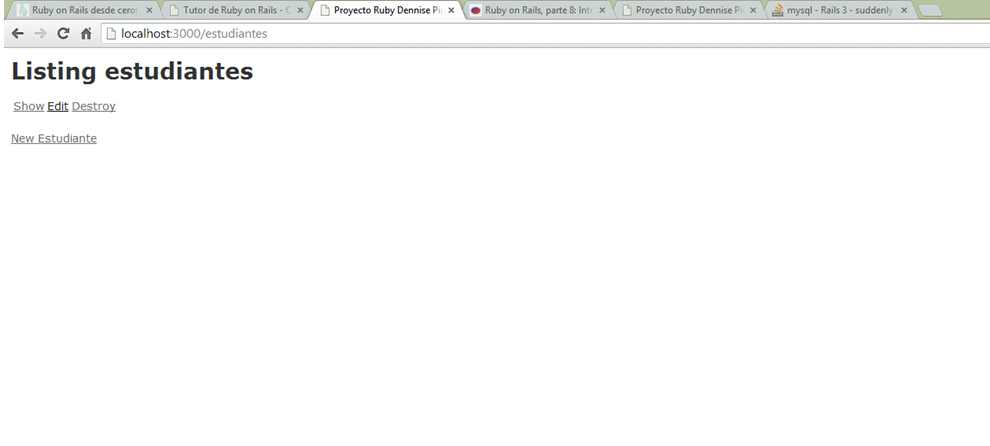 Ruby on Rails desde cero: Tutor de Ruby on Rails - C Proyecto Ruby Dennise Pi Ruby on Rails, parte 8: Int Proyecto Ruby Dennise Pi mysql - Rails 3 - suddenly
localhost:3000/estudiantes
Listing estudiantes
Show Edit Destroy
New Estudiante